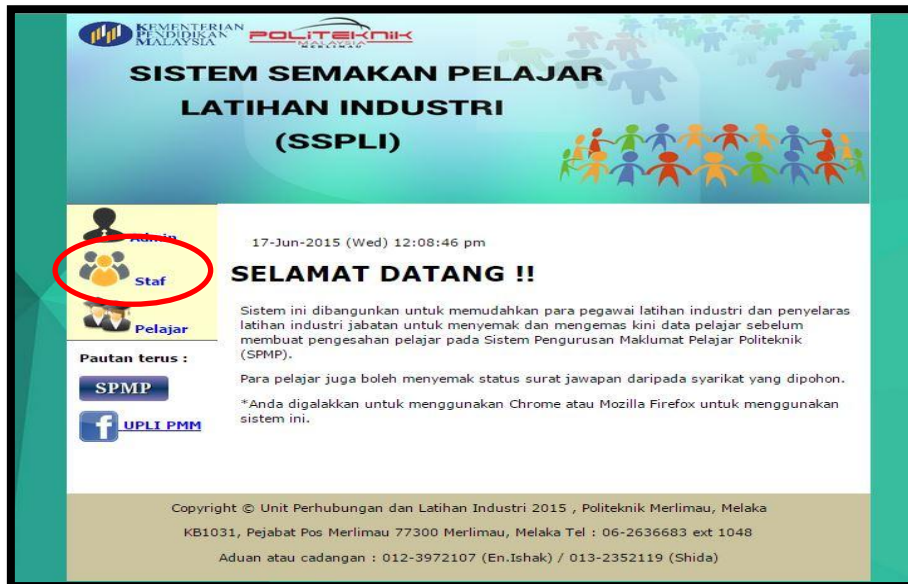 KEMENTERIAN
PENDIDIKAN
MALAYSIA
POLITEKNIK
MALAYSIA
MERLIMAU
SISTEM SEMAKAN PELAJAR
LATIHAN INDUSTRI
(SSPLI)
Admin
Staf
Pelajar
Pautan terus :
SPMP
UPLI PMM
17-Jun-2015 (Wed) 12:08:46 pm
SELAMAT DATANG !!
Sistem ini dibangunkan untuk memudahkan para pegawai latihan industri dan penyelaras
latihan industri jabatan untuk menyemak dan mengemas kini data pelajar sebelum
membuat pengesahan pelajar pada Sistem Pengurusan Maklumat Pelajar Politeknik
(SPMP).
Para pelajar juga boleh menyemak status surat jawapan daripada syarikat yang dipohon.
*Anda digalakkan untuk menggunakan Chrome atau Mozilla Firefox untuk menggunakan
sistem ini.
Copyright © Unit Perhubungan dan Latihan Industri 2015 , Politeknik Merlimau, Melaka
KB1031, Pejabat Pos Merlimau 77300 Merlimau, Melaka Tel : 06-2636683 ext 1048
Aduan atau cadangan : 012-3972107 (En.Ishak) / 013-2352119 (Shida)